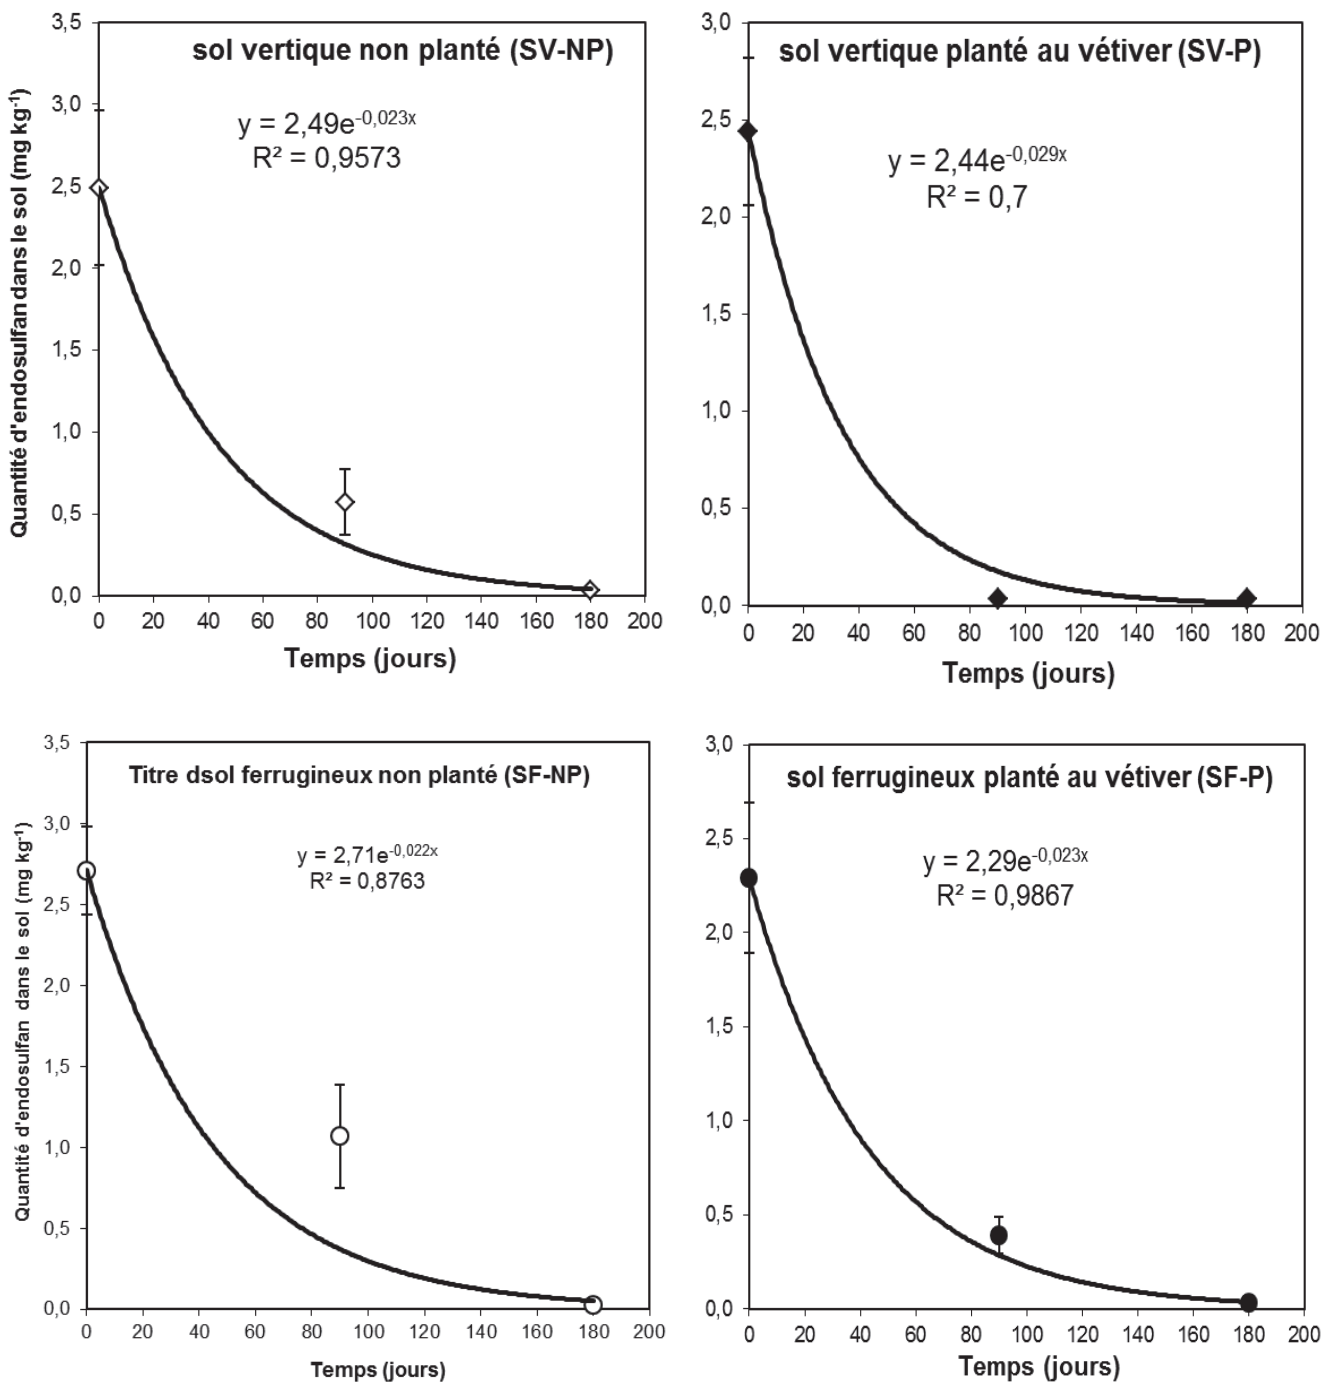 sol vertique non planté (SV-NP)
y = 2,49e-0,023x
R² = 0,9573
Quantité d'endosulfandans le sol (mg kg-1)
3,5
3,0
2,5
2,0
1,5
1,0
0,5
0,0
0 20 40 60 80 100 120 140 160 180 200
Temps (jours)
sol vertique planté au vétiver (SV-P)
y = 2,44e-0,029x
R² = 0,7
3,0
2,5
2,0
1,5
1,0
0,5
0,0
0 20 40 60 80 100 120 140 160 180 200
Temps (jours)
Titre dsol ferrugineux non planté (SF-NP)
y = 2,71e-0,022x
R² = 0,8763
Quantité d'endosulfan dans le sol (mg kg-1)
3,5
3,0
2,5
2,0
1,5
1,0
0,5
0,0
0 20 40 60 80 100 120 140 160 180 200
Temps (jours)
sol ferrugineux planté au vétiver (SF-P)
y = 2,29e-0,023x
R² = 0,9867
3,0
2,5
2,0
1,5
1,0
0,5
0,0
0 20 40 60 80 100 120 140 160 180 200
Temps (jours)